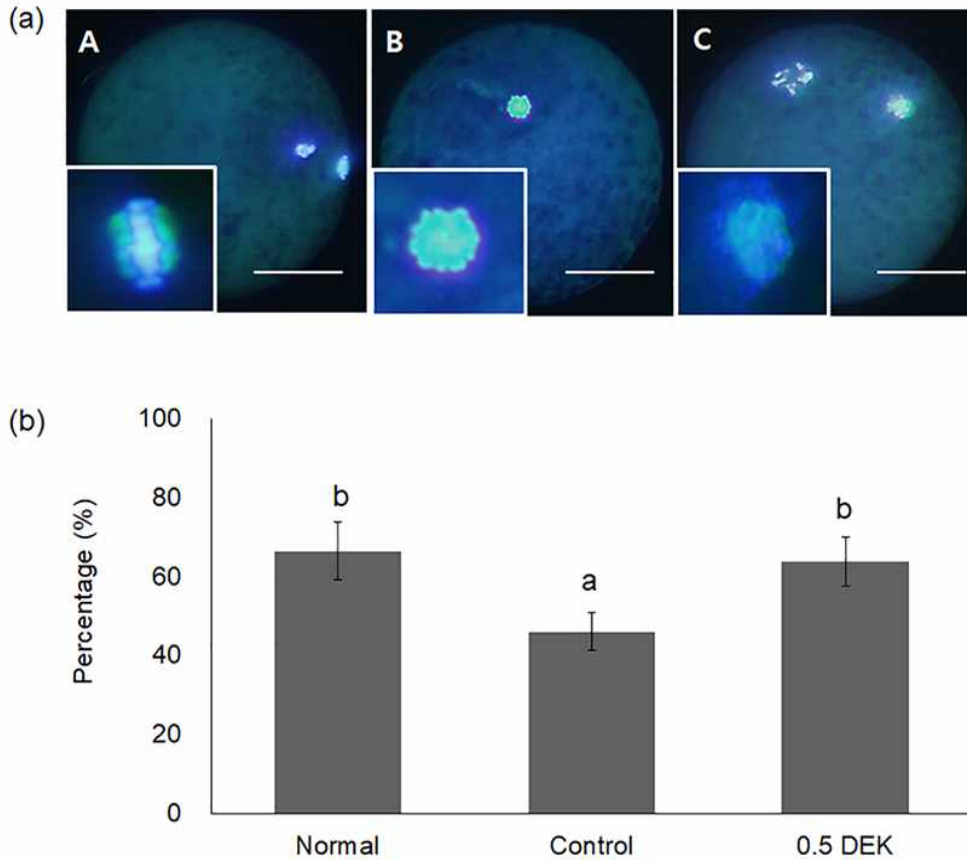 (a)
A B C
(b)
100
80
60
40
20
0
Percentage (%)
b a b
Normal Control 0.5 DEK